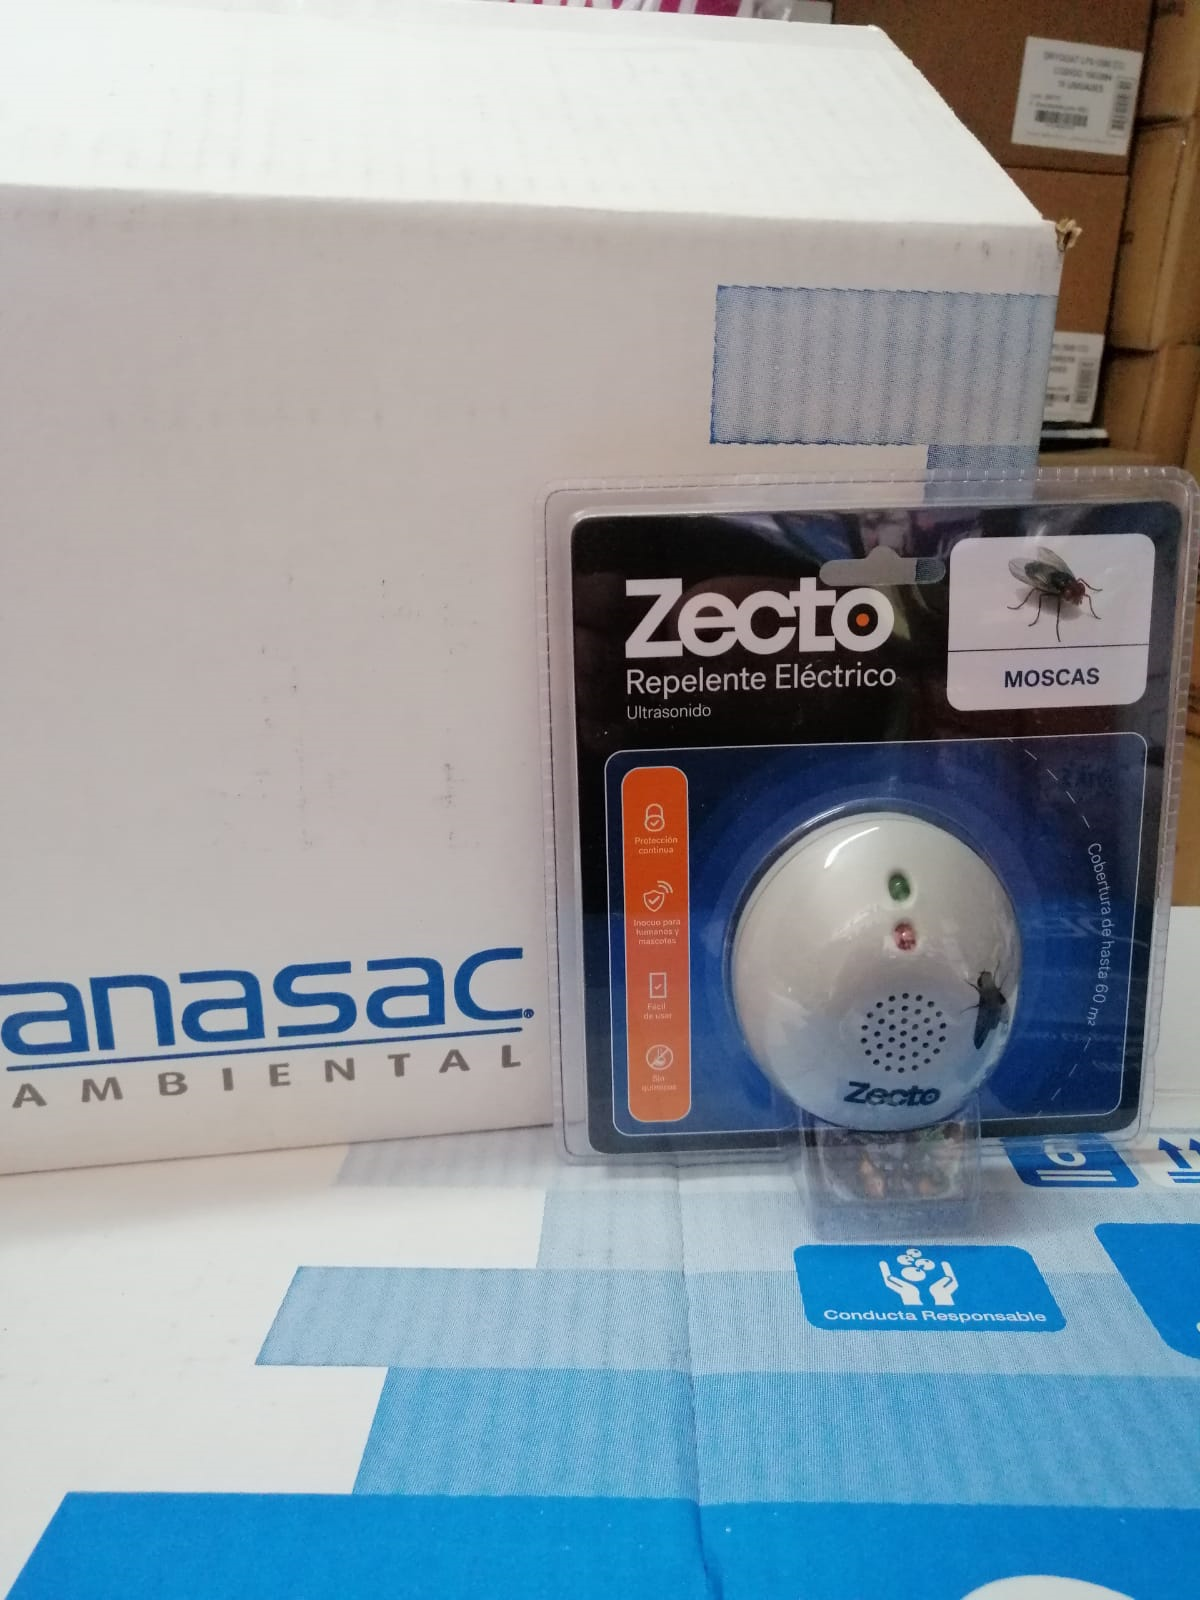 Zecto
Repelente Eléctrico
Ultrasonido
MOSCAS
Protección
continua
Inocuo para
humanos y
mascotas
Fácil
de usar
Sin
químicos
Cobertura de hasta 60 m²
Zecto
anasac®
AMBIENTAL
Conducta Responsable
6